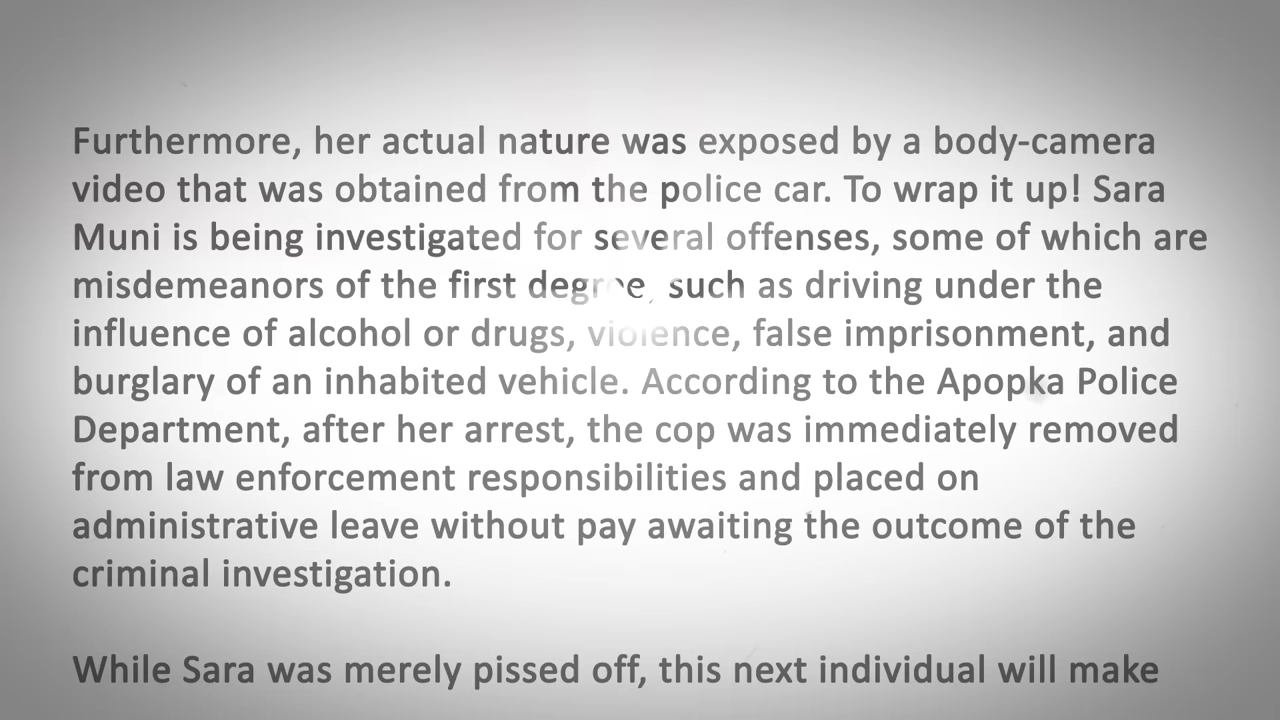 Furthermore, her actual nature was exposed by a body-camera
video that was obtained from the police car. To wrap it up! Sara
Muni is being investigated for several offenses, some of which are
misdemeanors of the first degree, such as driving under the
influence of alcohol or drugs, violence, false imprisonment, and
burglary of an inhabited vehicle. According to the Apopka Police
Department, after her arrest, the cop was immediately removed
from law enforcement responsibilities and placed on
administrative leave without pay awaiting the outcome of the
criminal investigation.
While Sara was merely pissed off, this next individual will make